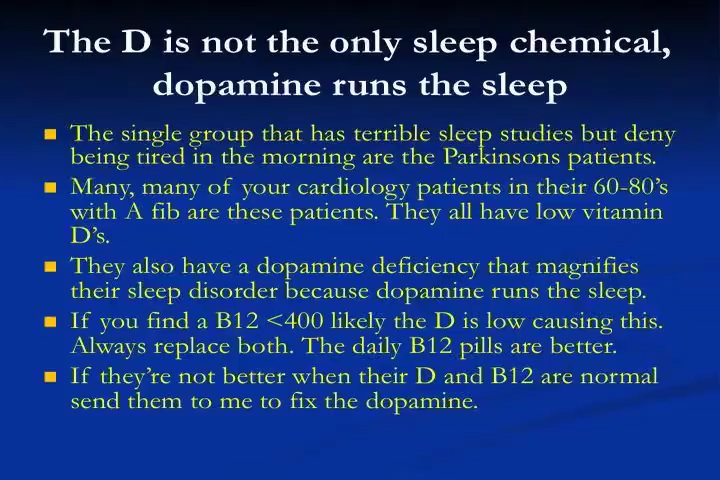 The D is not the only sleep chemical,
dopamine runs the sleep
The single group that has terrible sleep studies but deny
being tired in the morning are the Parkinsons patients.
Many, many of your cardiology patients in their 60-80’s
with A fib are these patients. They all have low vitamin
D’s.
They also have a dopamine deficiency that magnifies
their sleep disorder because dopamine runs the sleep.
If you find a B12 <400 likely the D is low causing this.
Always replace both. The daily B12 pills are better.
If they’re not better when their D and B12 are normal
send them to me to fix the dopamine.